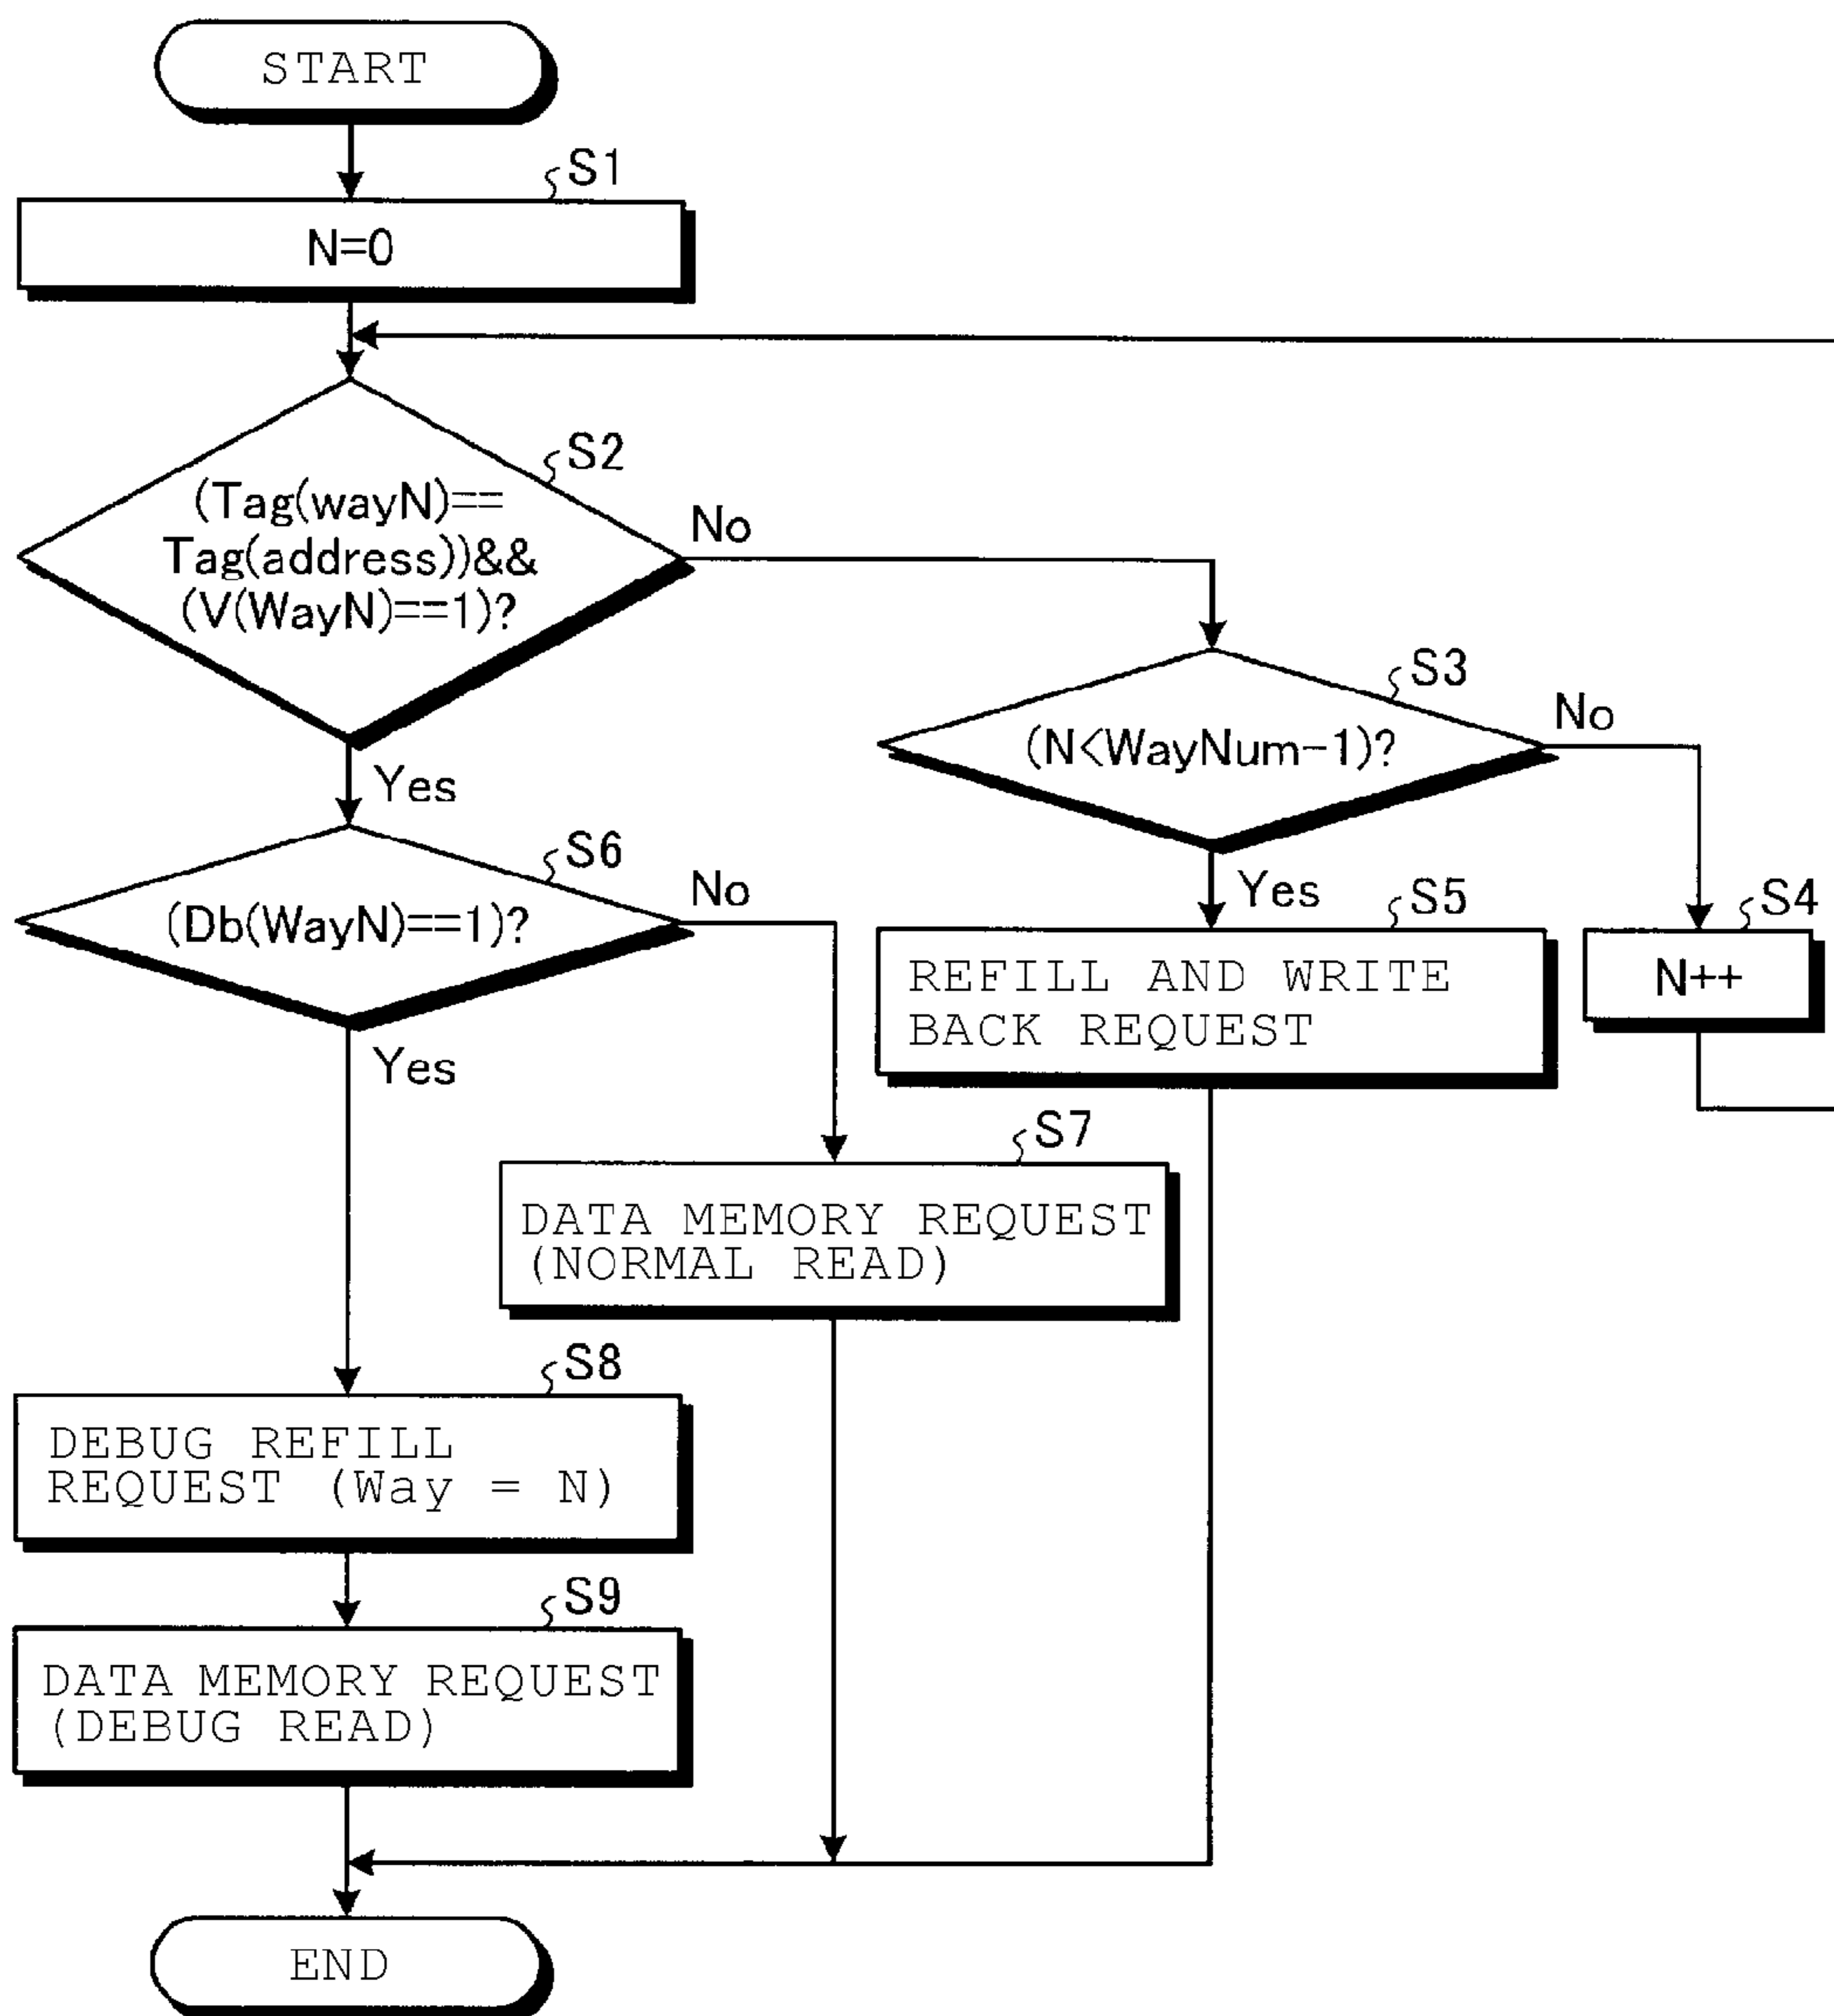 START
S1
N=0
S2
(Tag(wayN)==
Tag(address))&&
(V(WayN)==1)?
No
Yes
S3
(N<WayNum-1)?
No
Yes
S4
N++
S5
REFILL AND WRITE
BACK REQUEST
S6
(Db(WayN)==1)?
No
Yes
S7
DATA MEMORY REQUEST
(NORMAL READ)
S8
DEBUG REFILL
REQUEST (Way = N)
S9
DATA MEMORY REQUEST
(DEBUG READ)
END